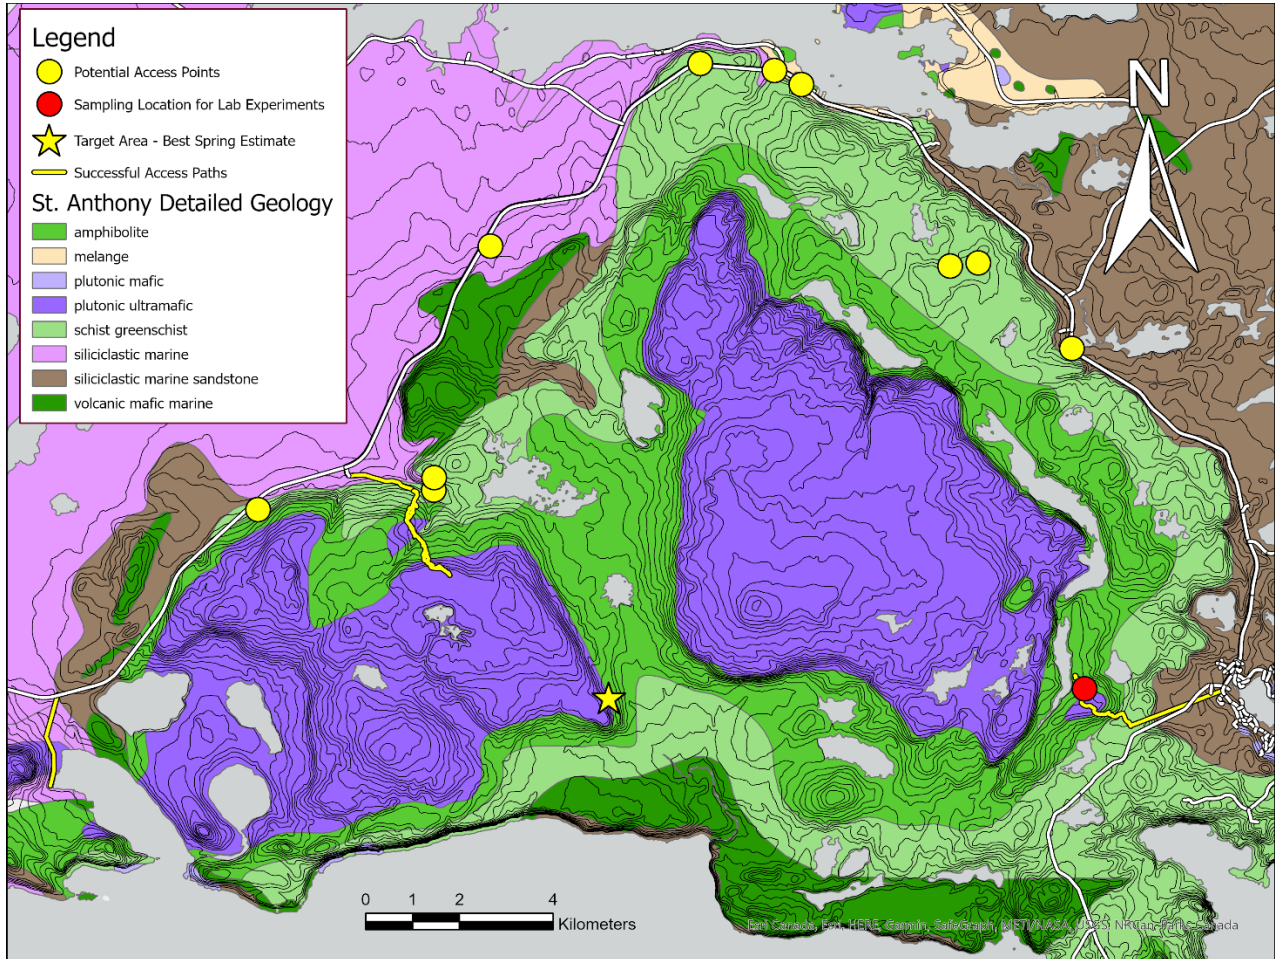 Legend
Potential Access Points
Sampling Location for Lab Experiments
Target Area - Best Spring Estimate
Successful Access Paths
St. Anthony Detailed Geology
amphibolite
melange
plutonic mafic
plutonic ultramafic
schist greenschist
siliciclastic marine
siliciclastic marine sandstone
volcanic mafic marine
N
0 1 2 4
Kilometers
Esri Canada, Esri, HERE, Garmin, SafeGraph, METI/NASA, USGS, NRCan, Parks Canada